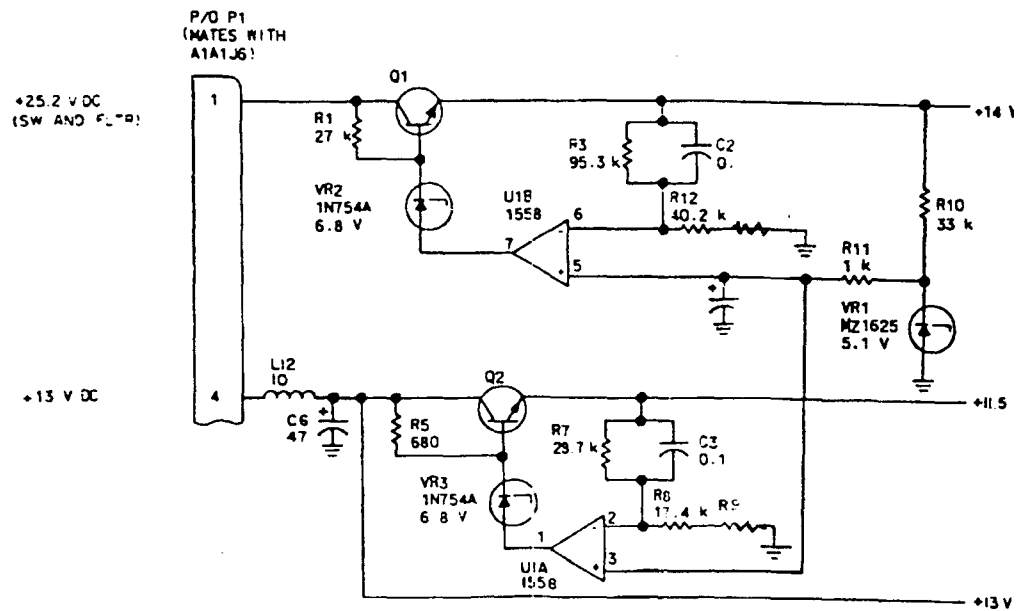 P/O P1
(MATES WITH
A1A1J6)
+25.2 V DC
(SW AND FLTR)
1
Q1
R1
27 k
VR2
1N754A
6.8 V
U1B
1558
7
6
-
5
+
R3
95.3 k
C2
0.
R12
40.2 k
+
+14 V
R10
33 k
R11
1 k
VR1
MZ1625
5.1 V
+13 V DC
4
L12
10
+
C6
47
R5
680
Q2
VR3
1N754A
6.8 V
1
U1A
1558
2
-
3
+
R7
29.7 k
C3
0.1
R8
17.4 k
R9
+11.5
+13 V